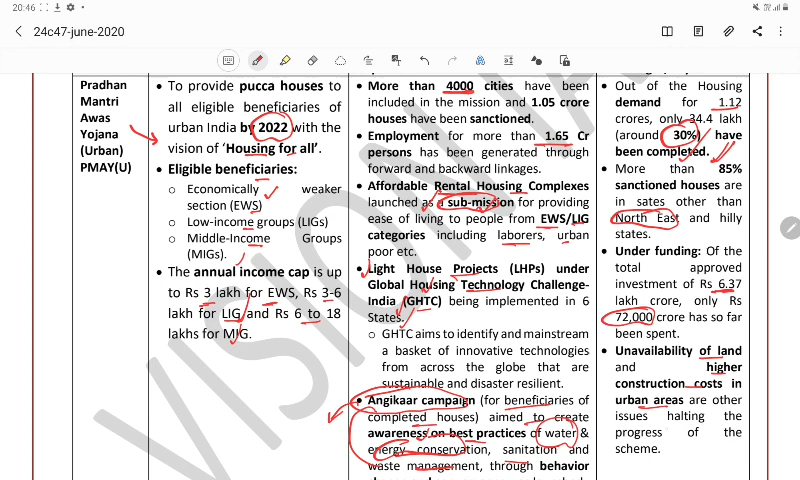 20:46
24c47-june-2020
Pradhan
Mantri
Awas
Yojana
(Urban)
PMAY(U)
• To provide pucca houses to
all eligible beneficiaries of
urban India by 2022 with the
vision of 'Housing for all'.
• Eligible beneficiaries:
o Economically weaker
section (EWS)
o Low-income groups (LIGs)
o Middle-Income Groups
(MIGs).
• The annual income cap is up
to Rs 3 lakh for EWS, Rs 3-6
lakh for LIG and Rs 6 to 18
lakhs for MIG.
• More than 4000 cities have been
included in the mission and 1.05 crore
houses have been sanctioned.
• Employment for more than 1.65 Cr
persons has been generated through
forward and backward linkages.
• Affordable Rental Housing Complexes
launched as a sub-mission for providing
ease of living to people from EWS/LIG
categories including laborers, urban
poor etc.
• Light House Projects (LHPs) under
Global Housing Technology Challenge-
India (GHTC) being implemented in 6
States.
o GHTC aims to identify and mainstream
a basket of innovative technologies
from across the globe that are
sustainable and disaster resilient.
• Angikaar campaign (for beneficiaries of
completed houses) aimed to create
awareness on best practices of water &
energy conservation, sanitation and
waste management, through behavior
• Out of the Housing
demand for 1.12
crores, only 34.4 lakh
(around 30%) have
been completed.
• More than 85%
sanctioned houses are
in sates other than
North East and hilly
states.
• Under funding: Of the
total approved
investment of Rs 6.37
lakh crore, only Rs
72,000 crore has so far
been spent.
• Unavailability of land
and higher
construction costs in
urban areas are other
issues halting the
progress of the
scheme.